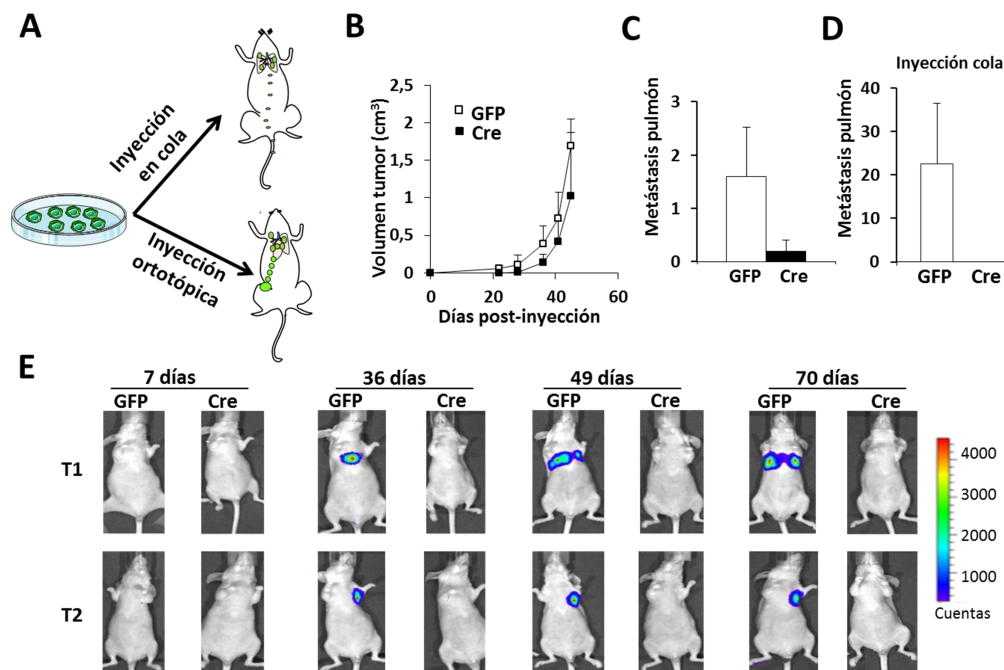 A
Inyección
en cola
Inyección
ortotópica
B
Volumen tumor (cm³)
2,5
2
1,5
1
0,5
0
GFP
Cre
0
20
40
60
Días post-inyección
C
Metástasis pulmón
3
2
1
0
GFP
Cre
D
Inyección cola
Metástasis pulmón
40
30
20
10
0
GFP
Cre
E
7 días
36 días
49 días
70 días
GFP
Cre
GFP
Cre
GFP
Cre
GFP
Cre
T1
T2
4000
3000
2000
1000
Cuentas